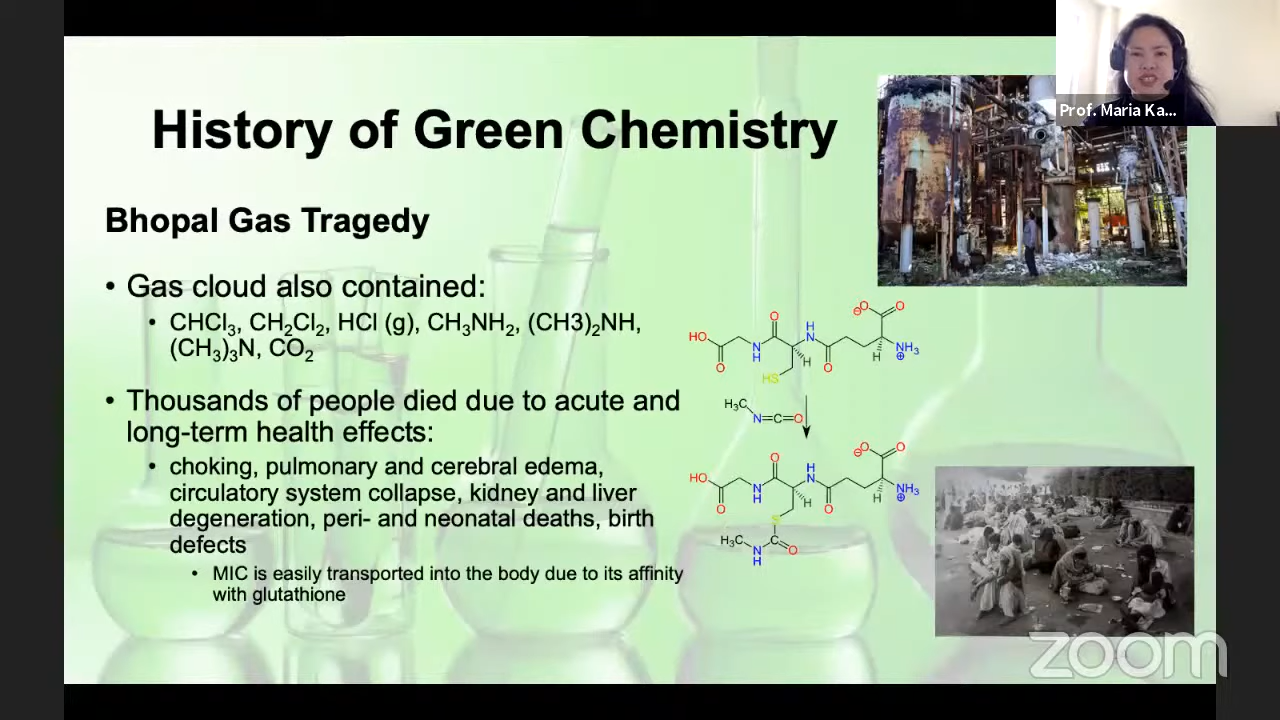 Prof. Maria Ka...
History of Green Chemistry
Bhopal Gas Tragedy
• Gas cloud also contained:
• CHCl₃, CH₂Cl₂, HCl (g), CH₃NH₂, (CH3)₂NH,
(CH₃)₃N, CO₂
• Thousands of people died due to acute and
long-term health effects:
• choking, pulmonary and cerebral edema,
circulatory system collapse, kidney and liver
degeneration, peri- and neonatal deaths, birth
defects
• MIC is easily transported into the body due to its affinity
with glutathione
HO O N H O HS H H N O O ⊖ O H NH₃ ⊕
H₃C N=C=O
HO O N H O S H H N O O ⊖ O H NH₃ ⊕
H₃C N H C O
zoom